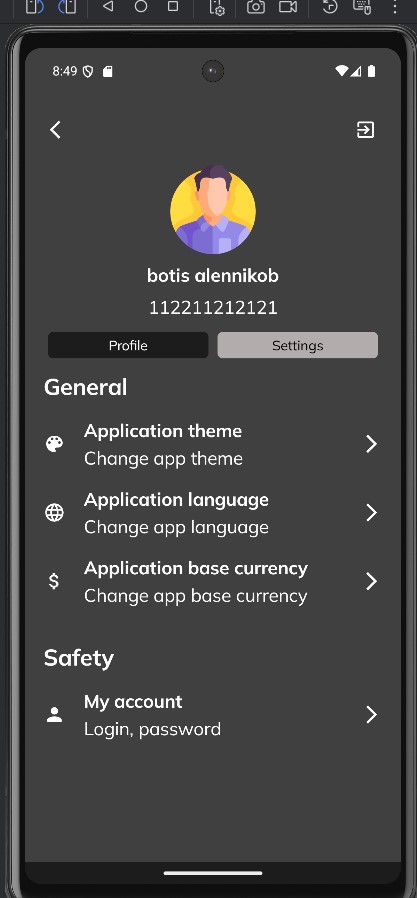 8:49
botis alennikob
112211212121
Profile
Settings
General
Application theme
Change app theme
Application language
Change app language
Application base currency
Change app base currency
Safety
My account
Login, password